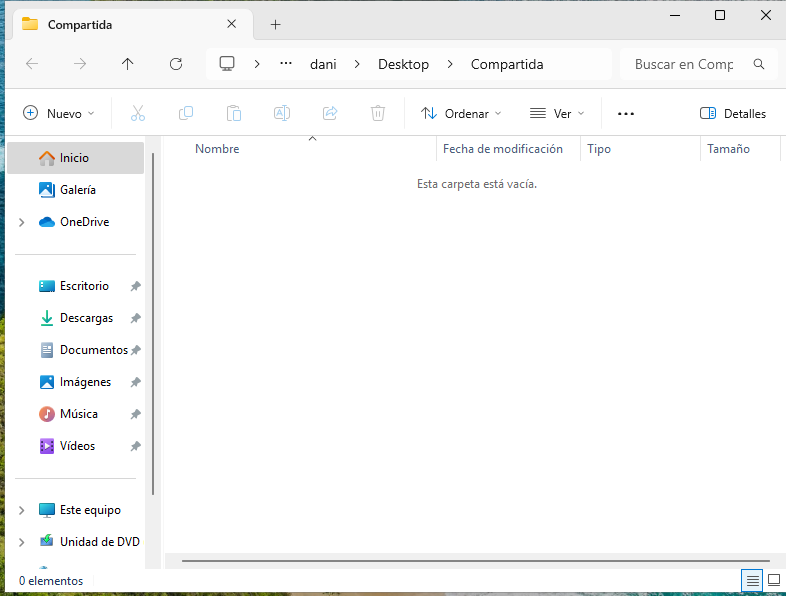 Compartida
dani > Desktop > Compartida
Buscar en Comp
Nuevo
Ordenar
Ver
Detalles
Nombre
Fecha de modificación
Tipo
Tamaño
Esta carpeta está vacía.
Inicio
Galería
OneDrive
Escritorio
Descargas
Documentos
Imágenes
Música
Vídeos
Este equipo
Unidad de DVD
0 elementos